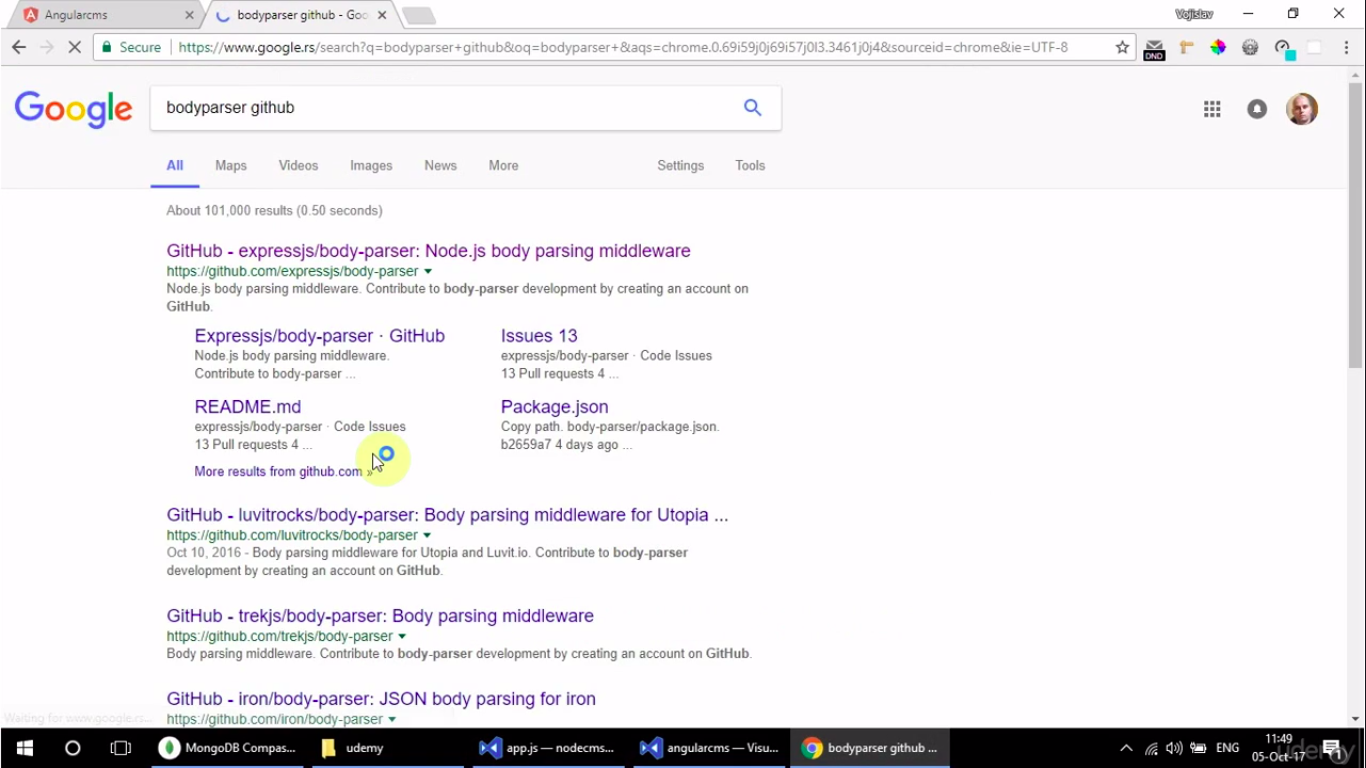 Angularcms
bodyparser github - Goo
Vojislav
Secure
https://www.google.rs/search?q=bodyparser+github&oq=bodyparser+&aqs=chrome.0.69i59j0j69i57j0l3.3461j0j4&sourceid=chrome&ie=UTF-8
DND
Google
bodyparser github
All Maps Videos Images News More Settings Tools
About 101,000 results (0.50 seconds)
GitHub - expressjs/body-parser: Node.js body parsing middleware
https://github.com/expressjs/body-parser
Node.js body parsing middleware. Contribute to body-parser development by creating an account on
GitHub.
Expressjs/body-parser · GitHub
Node.js body parsing middleware.
Contribute to body-parser ...
Issues 13
expressjs/body-parser · Code Issues
13 Pull requests 4 ...
README.md
expressjs/body-parser · Code Issues
13 Pull requests 4 ...
Package.json
Copy path. body-parser/package.json.
b2659a7 4 days ago ...
More results from github.com »
GitHub - luvitrocks/body-parser: Body parsing middleware for Utopia ...
https://github.com/luvitrocks/body-parser
Oct 10, 2016 - Body parsing middleware for Utopia and Luvit.io. Contribute to body-parser
development by creating an account on GitHub.
GitHub - trekjs/body-parser: Body parsing middleware
https://github.com/trekjs/body-parser
Body parsing middleware. Contribute to body-parser development by creating an account on GitHub.
GitHub - iron/body-parser: JSON body parsing for iron
https://github.com/iron/body-parser
Waiting for www.google.rs...
MongoDB Compas...
udemy
app.js — nodecms...
angularcms — Visu...
bodyparser github ...
ENG
11:49
05-Oct-17
1
udemy